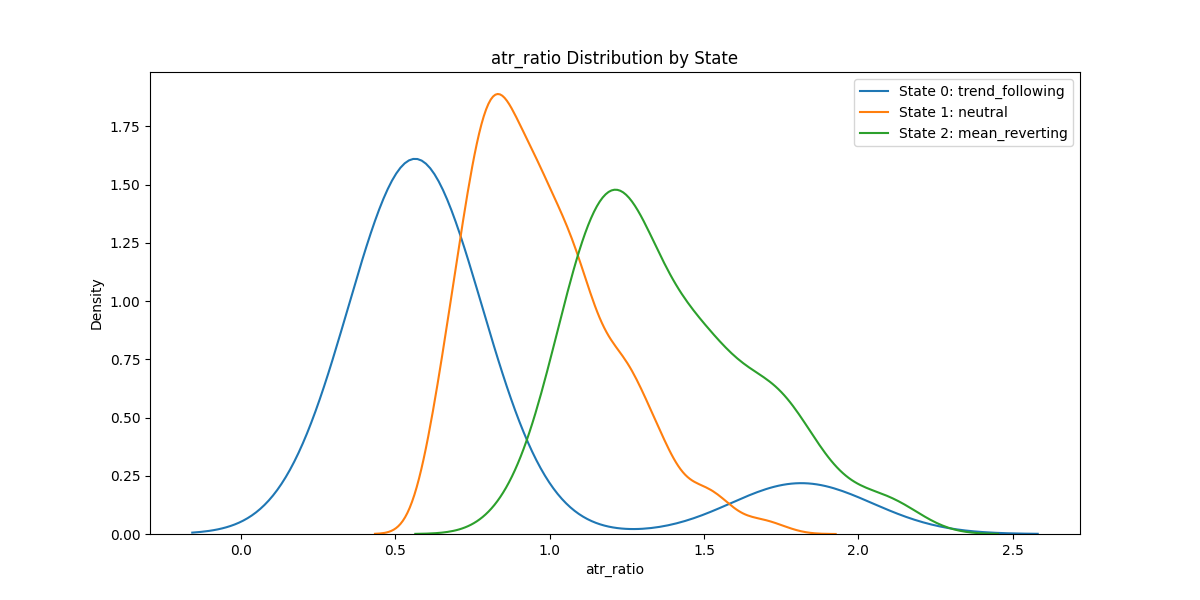 atr_ratio Distribution by State
State 0: trend_following
State 1: neutral
State 2: mean_reverting
Density
1.75
1.50
1.25
1.00
0.75
0.50
0.25
0.00
0.0
0.5
1.0
1.5
2.0
2.5
atr_ratio